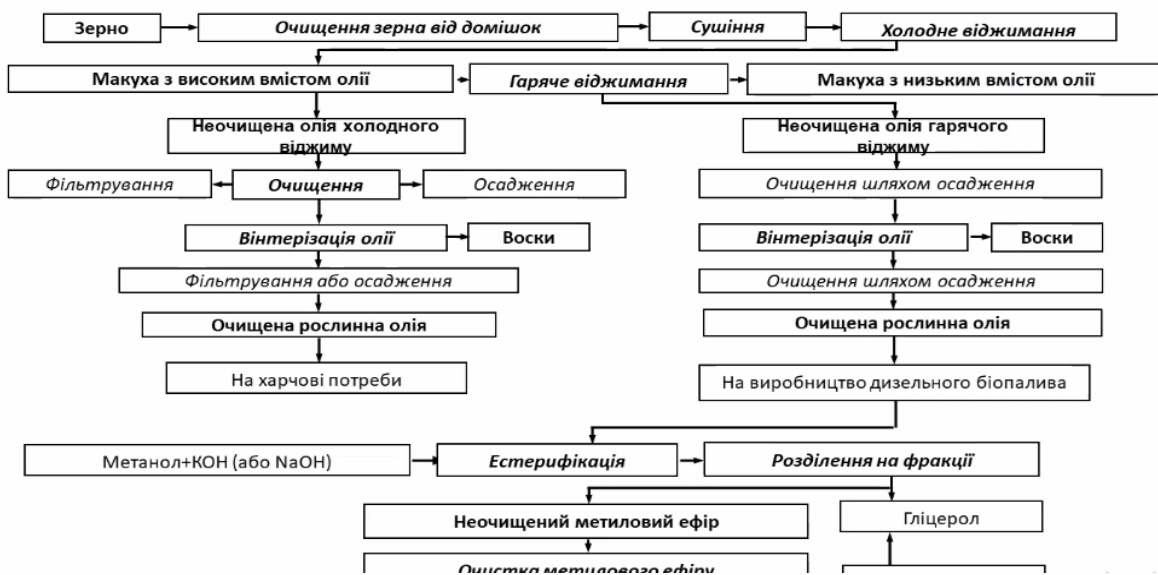 Зерно
Очищення зерна від домішок
Сушіння
Холодне віджимання
Макуха з високим вмістом олії
Гаряче віджимання
Макуха з низьким вмістом олії
Неочищена олія холодного
віджиму
Неочищена олія гарячого
віджиму
Фільтрування
Очищення
Осадження
Очищення шляхом осадження
Вінтерізація олії
Воски
Вінтерізація олії
Воски
Фільтрування або осадження
Очищення шляхом осадження
Очищена рослинна олія
Очищена рослинна олія
На харчові потреби
На виробництво дизельного біопалива
Метанол+КОН (або NaOH)
Естерифікація
Розділення на фракції
Неочищений метиловий ефір
Гліцерол
Очистка метилового ефіру